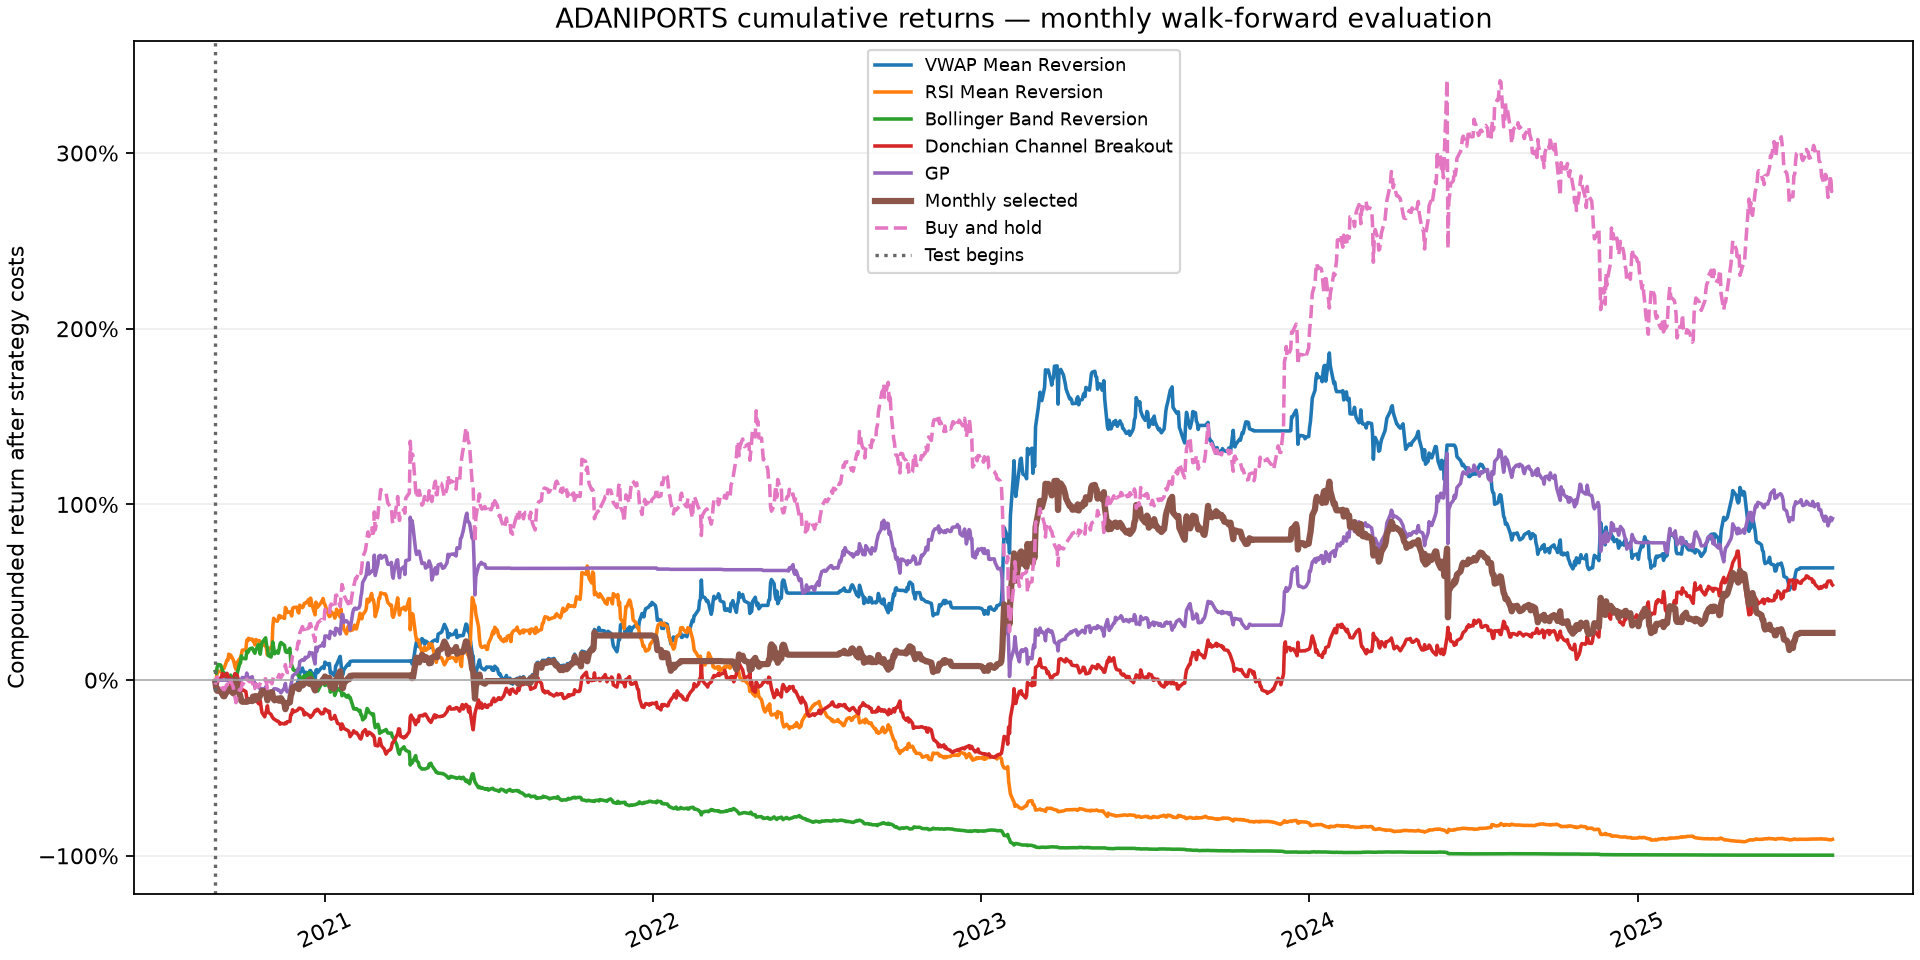 ADANIPORTS cumulative returns — monthly walk-forward evaluation
VWAP Mean Reversion
RSI Mean Reversion
Bollinger Band Reversion
Donchian Channel Breakout
GP
Monthly selected
Buy and hold
Test begins
Compounded return after strategy costs
300%
200%
100%
0%
−100%
2021
2022
2023
2024
2025